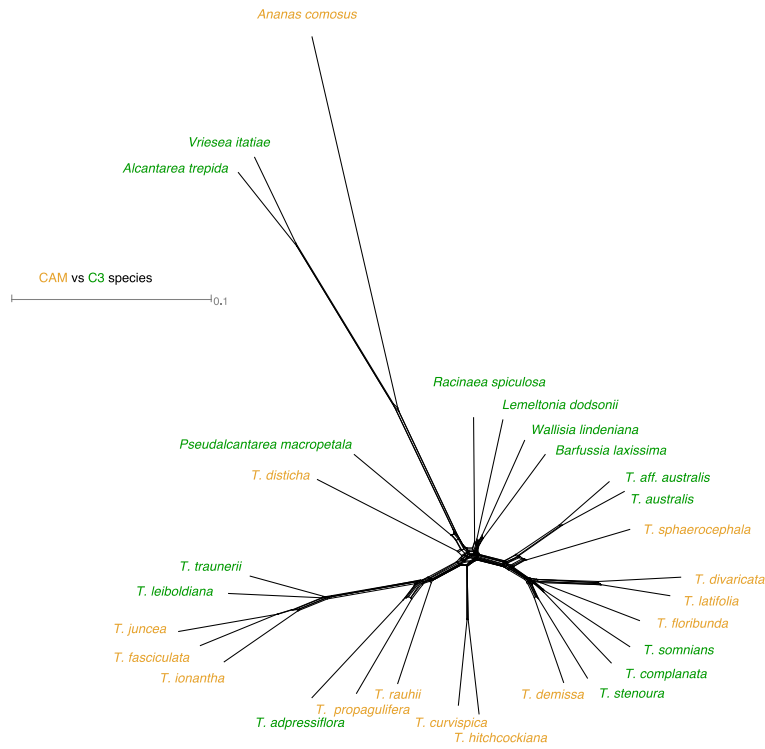 Ananas comosus
Vriesea itatiae
Alcantarea trepida
CAM vs C3 species
0.1
Racinaea spiculosa
Lemeltonia dodsonii
Wallisia lindeniana
Pseudalcantarea macropetala
Barfussia laxissima
T. disticha
T. aff. australis
T. australis
T. sphaerocephala
T. traunerii
T. divaricata
T. leiboldiana
T. latifolia
T. juncea
T. floribunda
T. fasciculata
T. somnians
T. ionantha
T. complanata
T. rauhii
T. demissa
T. stenoura
T. propagulifera
T. adpressiflora
T. curvispica
T. hitchcockiana